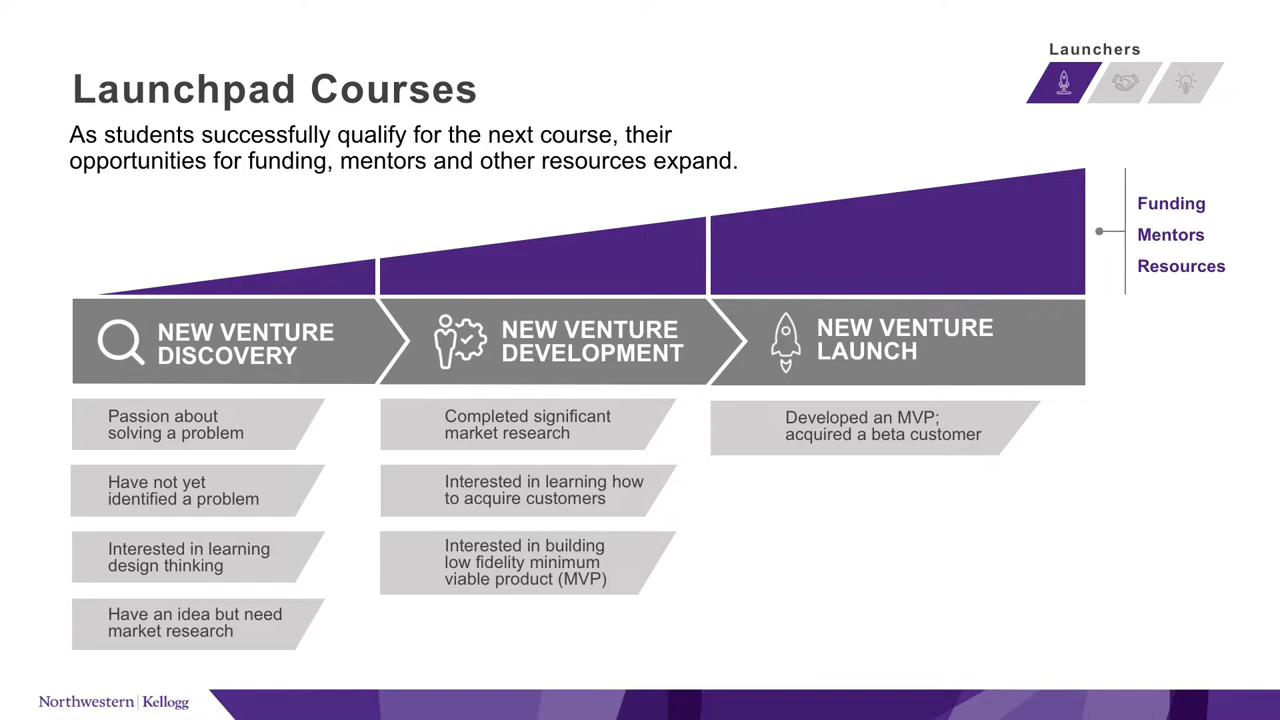 Launchers
Launchpad Courses
As students successfully qualify for the next course, their
opportunities for funding, mentors and other resources expand.
Funding
Mentors
Resources
NEW VENTURE
DISCOVERY
NEW VENTURE
DEVELOPMENT
NEW VENTURE
LAUNCH
Passion about
solving a problem
Have not yet
identified a problem
Interested in learning
design thinking
Have an idea but need
market research
Completed significant
market research
Interested in learning how
to acquire customers
Interested in building
low fidelity minimum
viable product (MVP)
Developed an MVP;
acquired a beta customer
Northwestern | Kellogg